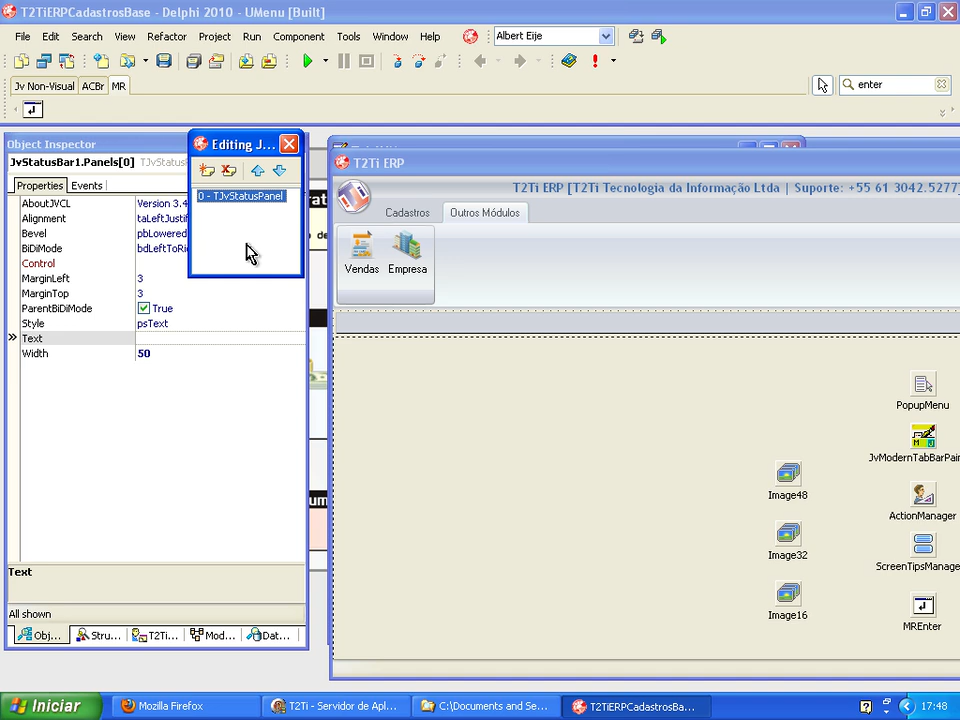 T2TiERPCadastrosBase - Delphi 2010 - UMenu [Built]
File Edit Search View Refactor Project Run Component Tools Window Help Albert Eije
Jv Non-Visual ACBr MR enter
Object Inspector
JvStatusBar1.Panels[0] TJvStatus
Properties Events
AboutJVCL Version 3.4
Alignment taLeftJustif
Bevel pbLowered
BiDiMode bdLeftToRi
Control
MarginLeft 3
MarginTop 3
ParentBiDiMode True
Style psText
Text
Width 50
Text
All shown
Obj... Stru... T2Ti... Mod... Dat...
Editing J...
0 - TJvStatusPanel
T2Ti ERP
T2Ti ERP [T2Ti Tecnologia da Informação Ltda | Suporte: +55 61 3042.5277]
Cadastros Outros Módulos
Vendas Empresa
PopupMenu
JvModernTabBarPain
Image48
ActionManager
Image32
ScreenTipsManage
Image16
MREnter
Iniciar Mozilla Firefox T2Ti - Servidor de Apl... C:\Documents and Se... T2TiERPCadastrosBa... 17:48